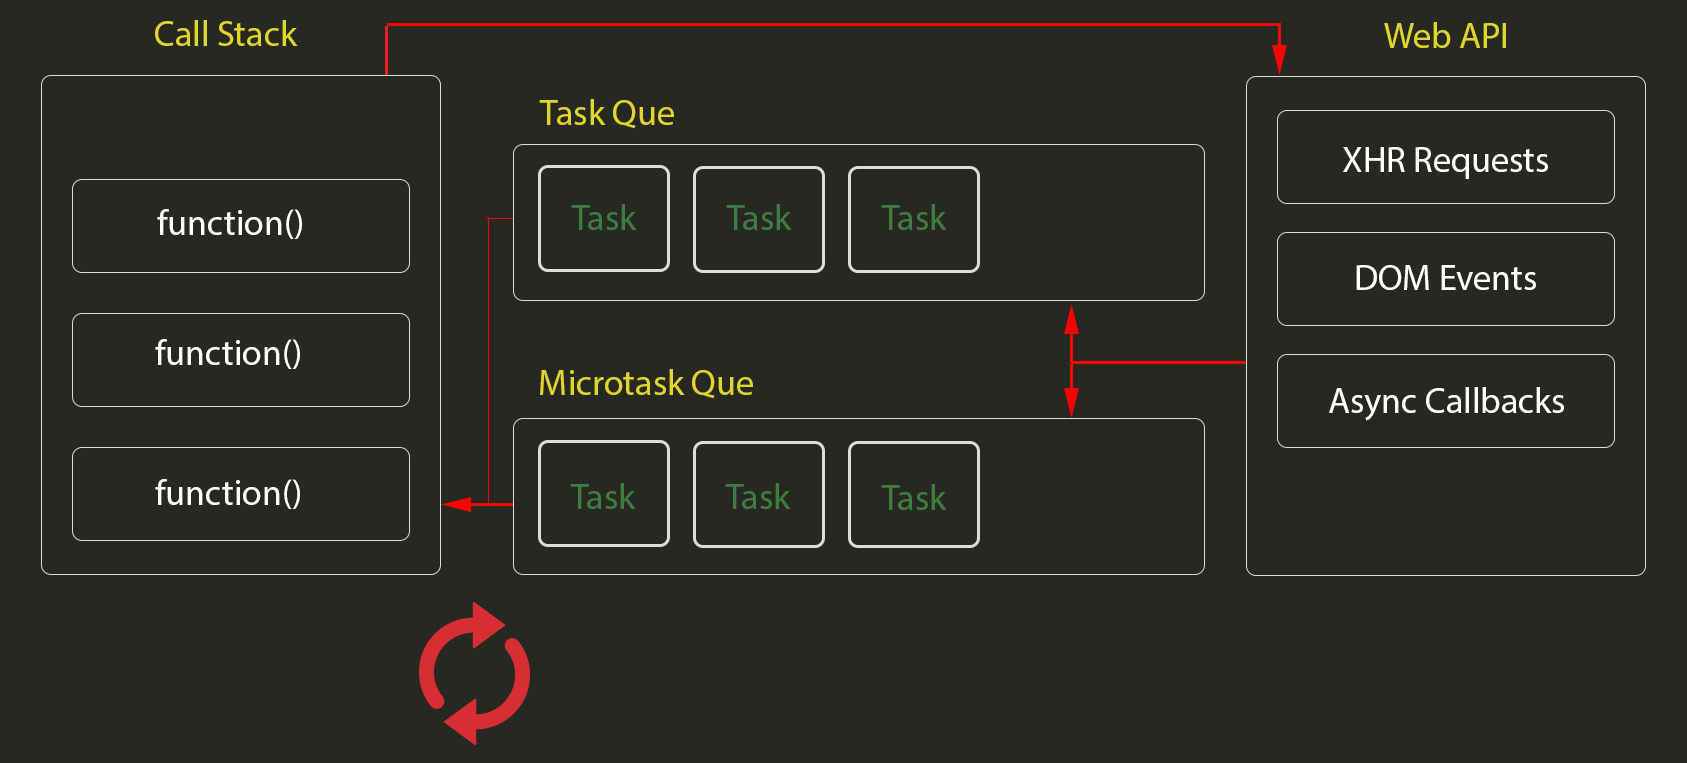 Call Stack
function()
function()
function()
Task Que
Task
Task
Task
Microtask Que
Task
Task
Task
Web API
XHR Requests
DOM Events
Async Callbacks